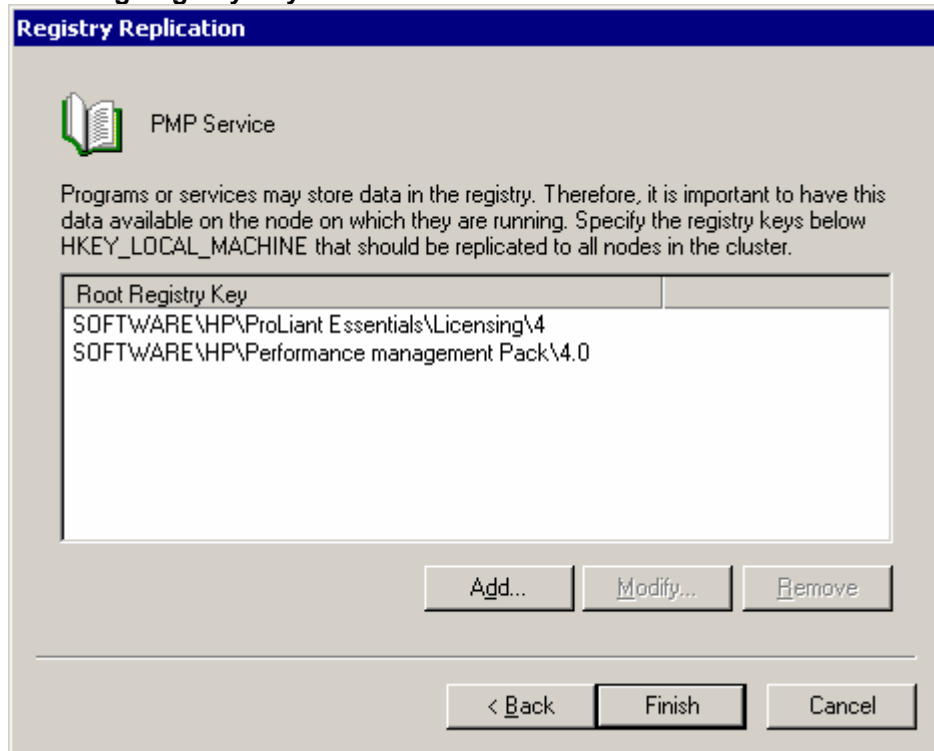 Registry Replication
PMP Service
Programs or services may store data in the registry. Therefore, it is important to have this
data available on the node on which they are running. Specify the registry keys below
HKEY_LOCAL_MACHINE that should be replicated to all nodes in the cluster.
Root Registry Key
SOFTWARE\HP\ProLiant Essentials\Licensing\4
SOFTWARE\HP\Performance management Pack\4.0
Add... Modify... Remove
< Back Finish Cancel